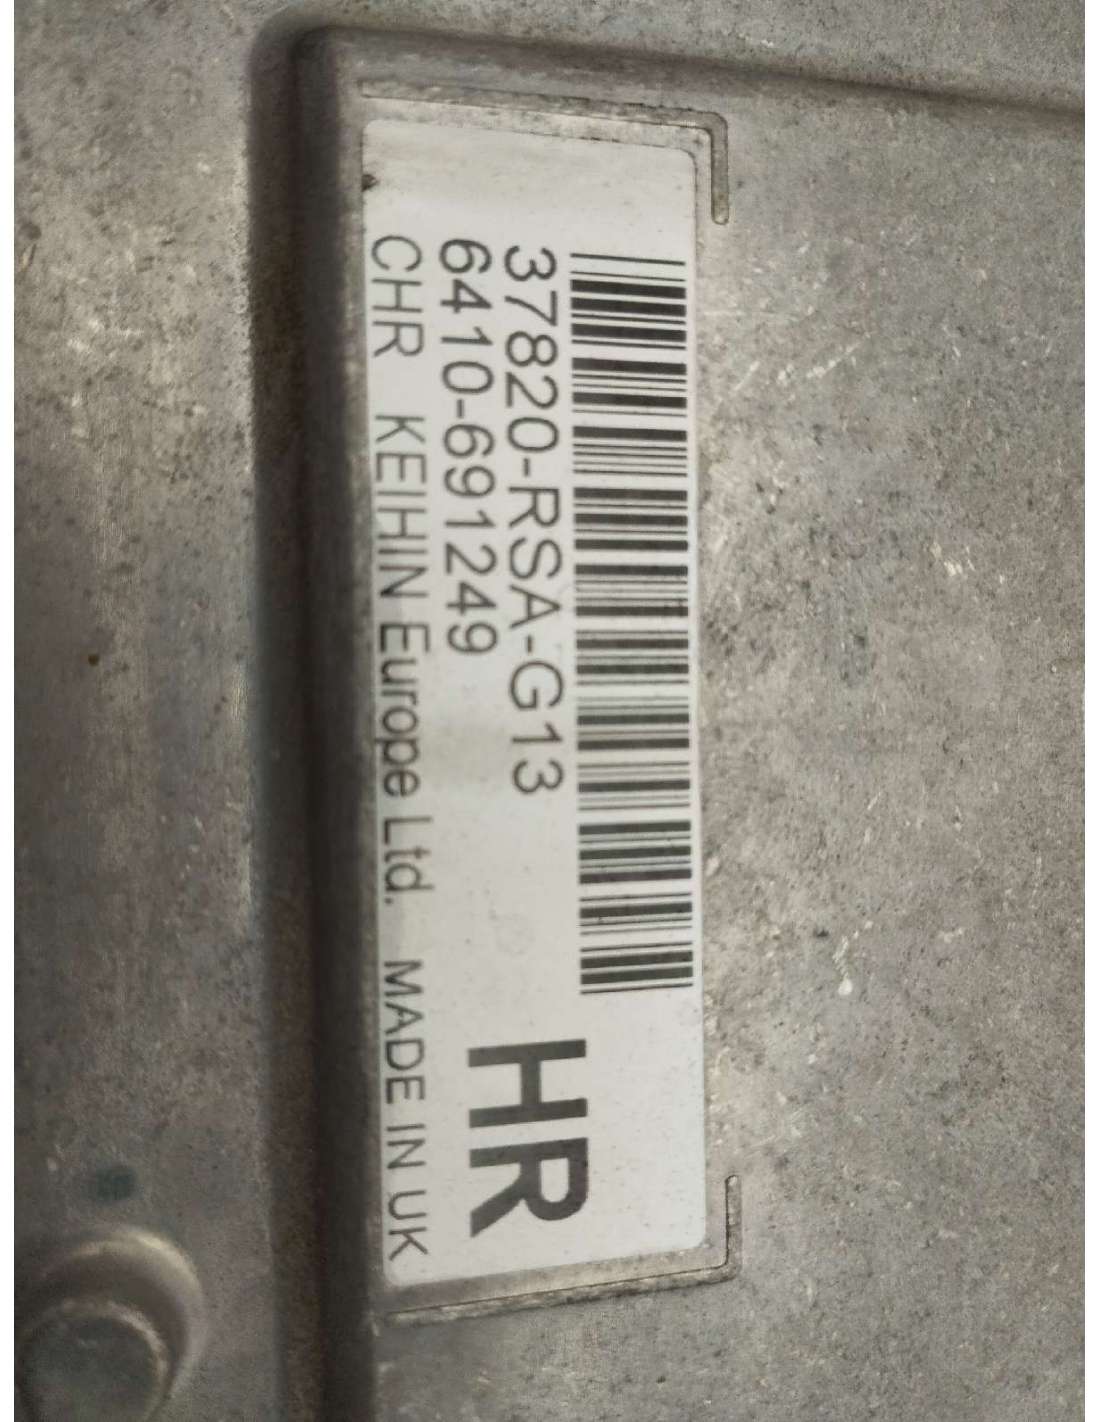 37820-RSA-G13
6410-691249
HR
CHR KEIHIN Europe Ltd. MADE IN UK